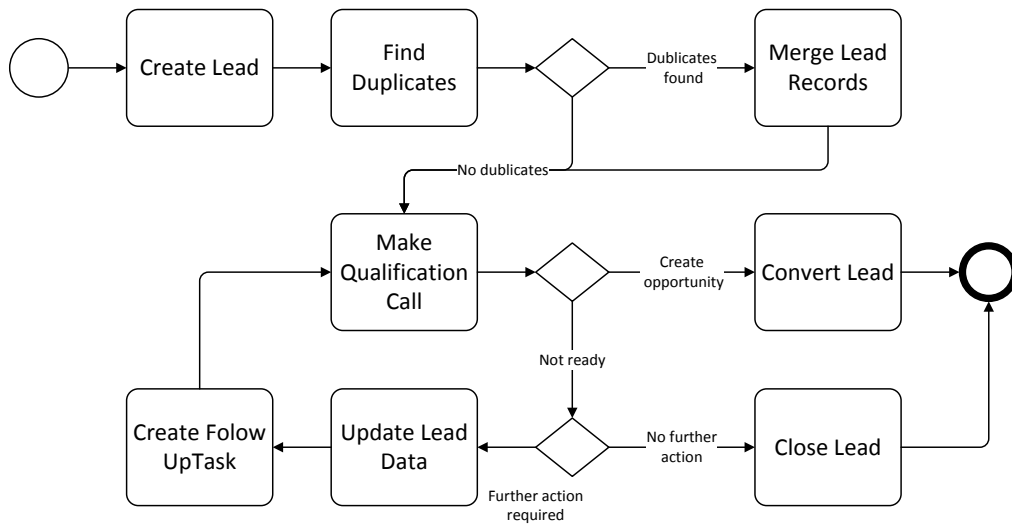 Create Lead
Find
Duplicates
Dublicates
found
Merge Lead
Records
No dublicates
Make
Qualification
Call
Create
opportunity
Convert Lead
Not ready
Create Folow
UpTask
Update Lead
Data
Further action
required
No further
action
Close Lead